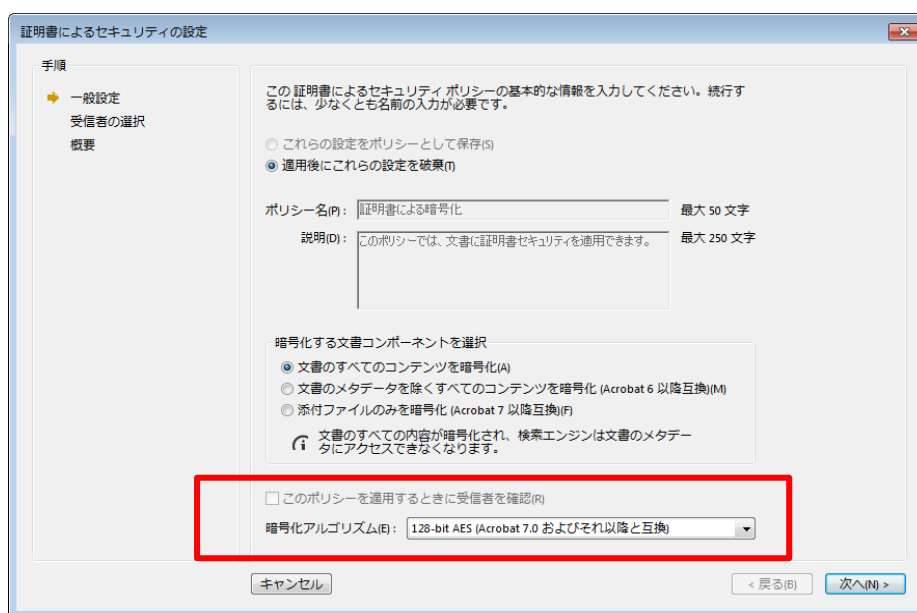 証明書によるセキュリティの設定
手順
一般設定
受信者の選択
概要
この 証明書によるセキュリティ ポリシーの基本的な情報を入力してください。続行す
るには、少なくとも名前の入力が必要です。
これらの設定をポリシーとして保存(S)
適用後にこれらの設定を破棄(T)
ポリシー名(P): 証明書による暗号化 最大 50 文字
説明(D): このポリシーでは、文書に証明書セキュリティを適用できます。 最大 250 文字
暗号化する文書コンポーネントを選択
文書のすべてのコンテンツを暗号化(A)
文書のメタデータを除くすべてのコンテンツを暗号化 (Acrobat 6 以降互換)(M)
添付ファイルのみを暗号化 (Acrobat 7 以降互換)(F)
文書のすべての内容が暗号化され、検索エンジンは文書のメタデー
タにアクセスできなくなります。
このポリシーを適用するときに受信者を確認(R)
暗号化アルゴリズム(E): 128-bit AES (Acrobat 7.0 およびそれ以降と互換)
キャンセル < 戻る(B) 次へ(N) >